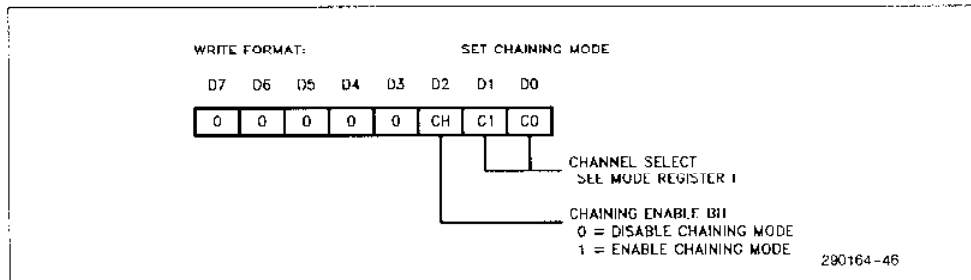 WRITE FORMAT: SET CHAINING MODE
D7 D6 D5 D4 D3 D2 D1 D0
0 0 0 0 0 CH C1 C0
CHANNEL SELECT
SEE MODE REGISTER I
CHAINING ENABLE BIT
0 = DISABLE CHAINING MODE
1 = ENABLE CHAINING MODE
290164-46